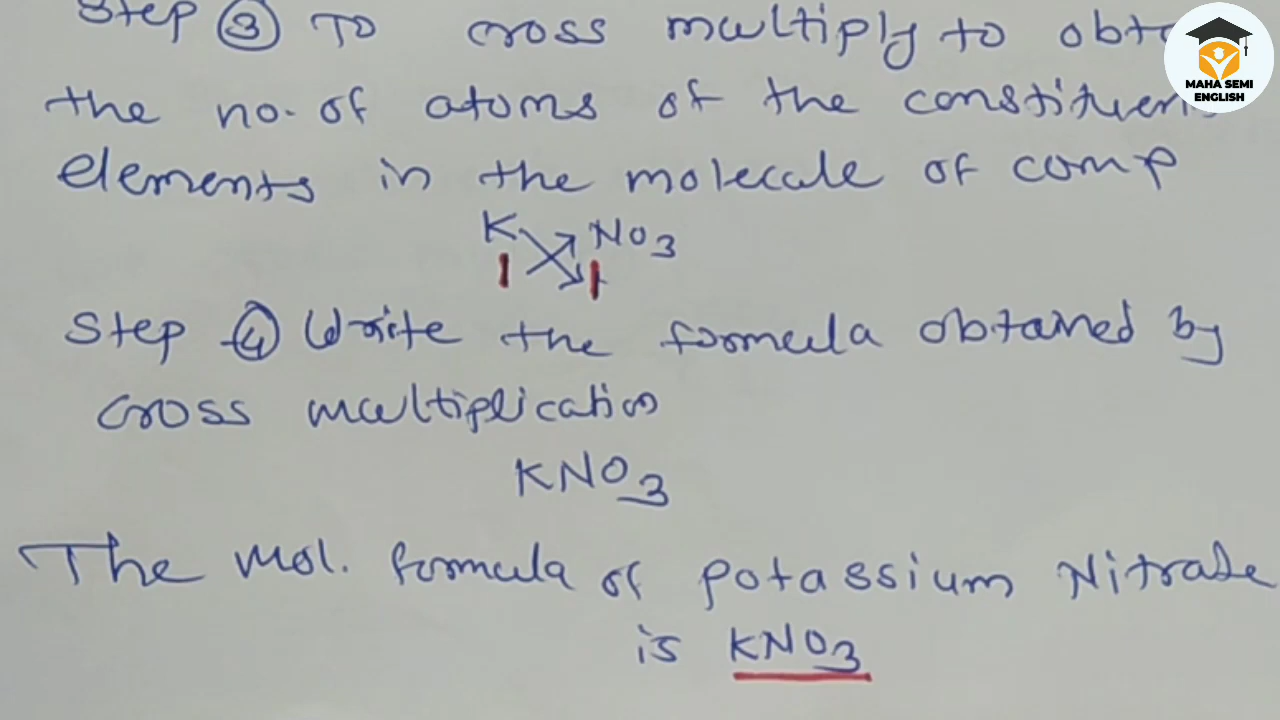 Step ③ To cross multiply to obt
the no. of atoms of the constituent
elements in the molecule of comp
K NO3
1 1
Step ④ Write the formula obtained by
cross multiplication
KNO3
The mol. formula of potassium Nitrate
is KNO3
MAHA SEMI
ENGLISH